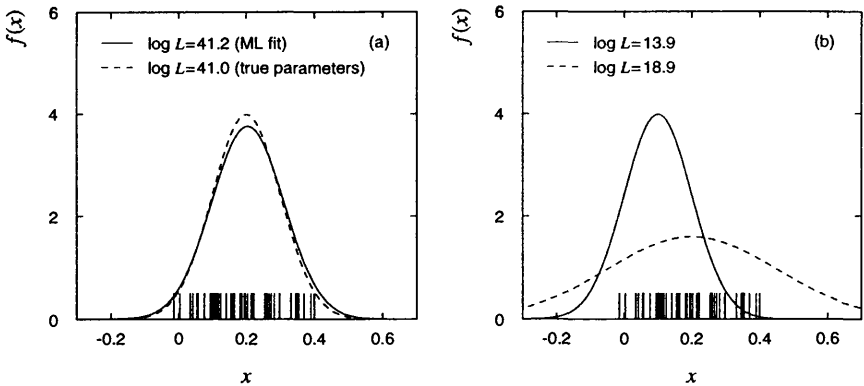 f(x)
6
4
2
0
log L=41.2 (ML fit)
log L=41.0 (true parameters)
(a)
-0.2
0
0.2
0.4
0.6
x
f(x)
6
4
2
0
log L=13.9
log L=18.9
(b)
-0.2
0
0.2
0.4
0.6
x